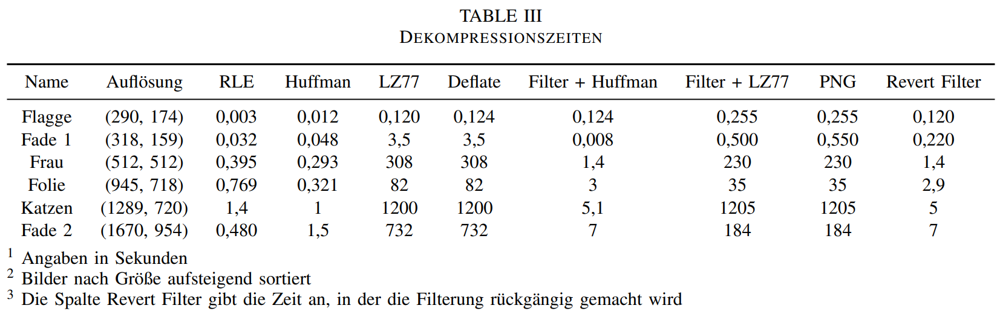 TABLE III
DEKOMPRESSIONSZEITEN
Name Auflösung RLE Huffman LZ77 Deflate Filter + Huffman Filter + LZ77 PNG Revert Filter
Flagge (290, 174) 0,003 0,012 0,120 0,124 0,124 0,255 0,255 0,120
Fade 1 (318, 159) 0,032 0,048 3,5 3,5 0,008 0,500 0,550 0,220
Frau (512, 512) 0,395 0,293 308 308 1,4 230 230 1,4
Folie (945, 718) 0,769 0,321 82 82 3 35 35 2,9
Katzen (1289, 720) 1,4 1 1200 1200 5,1 1205 1205 5
Fade 2 (1670, 954) 0,480 1,5 732 732 7 184 184 7
1 Angaben in Sekunden
2 Bilder nach Größe aufsteigend sortiert
3 Die Spalte Revert Filter gibt die Zeit an, in der die Filterung rückgängig gemacht wird